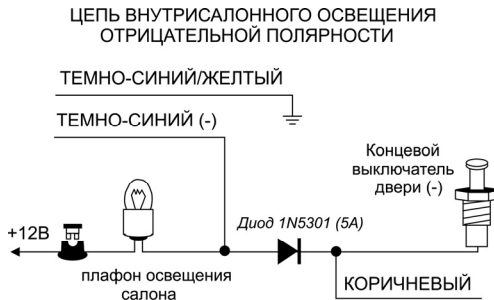 ЦЕПЬ ВНУТРИСАЛОННОГО ОСВЕЩЕНИЯ
ОТРИЦАТЕЛЬНОЙ ПОЛЯРНОСТИ
ТЕМНО-СИНИЙ/ЖЕЛТЫЙ
ТЕМНО-СИНИЙ (-)
Концевой
выключатель
двери (-)
Диод 1N5301 (5А)
+12В
плафон освещения
салона
КОРИЧНЕВЫЙ